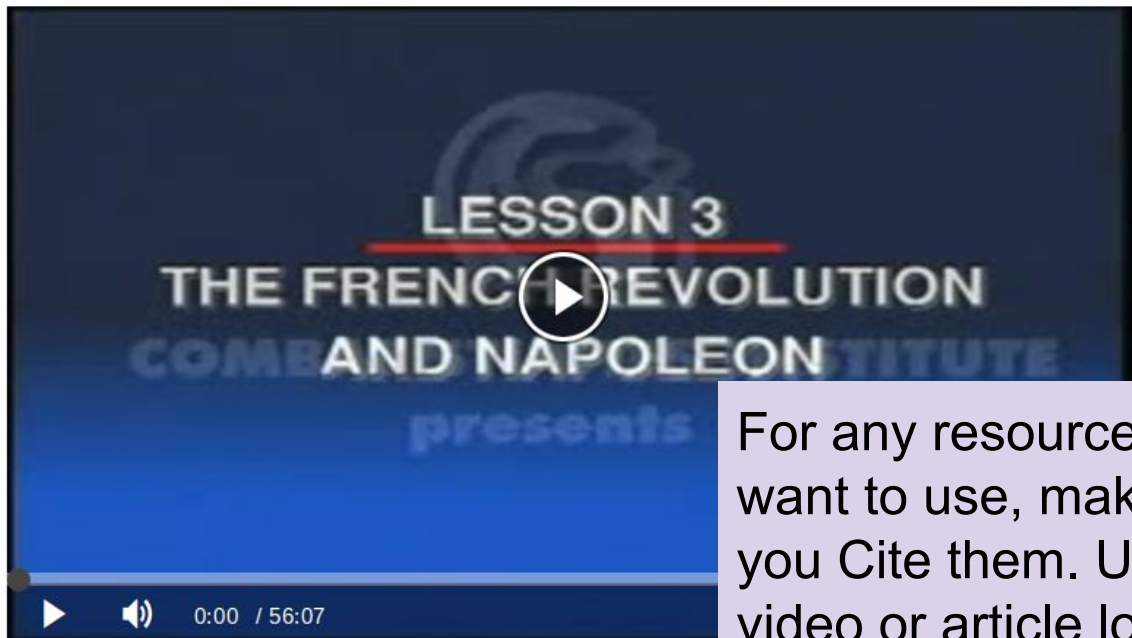 LESSON 3
THE FRENCH REVOLUTION
AND NAPOLEON
presents
0:00 / 56:07
For any resource
want to use, mak
you Cite them. U
video or article lo